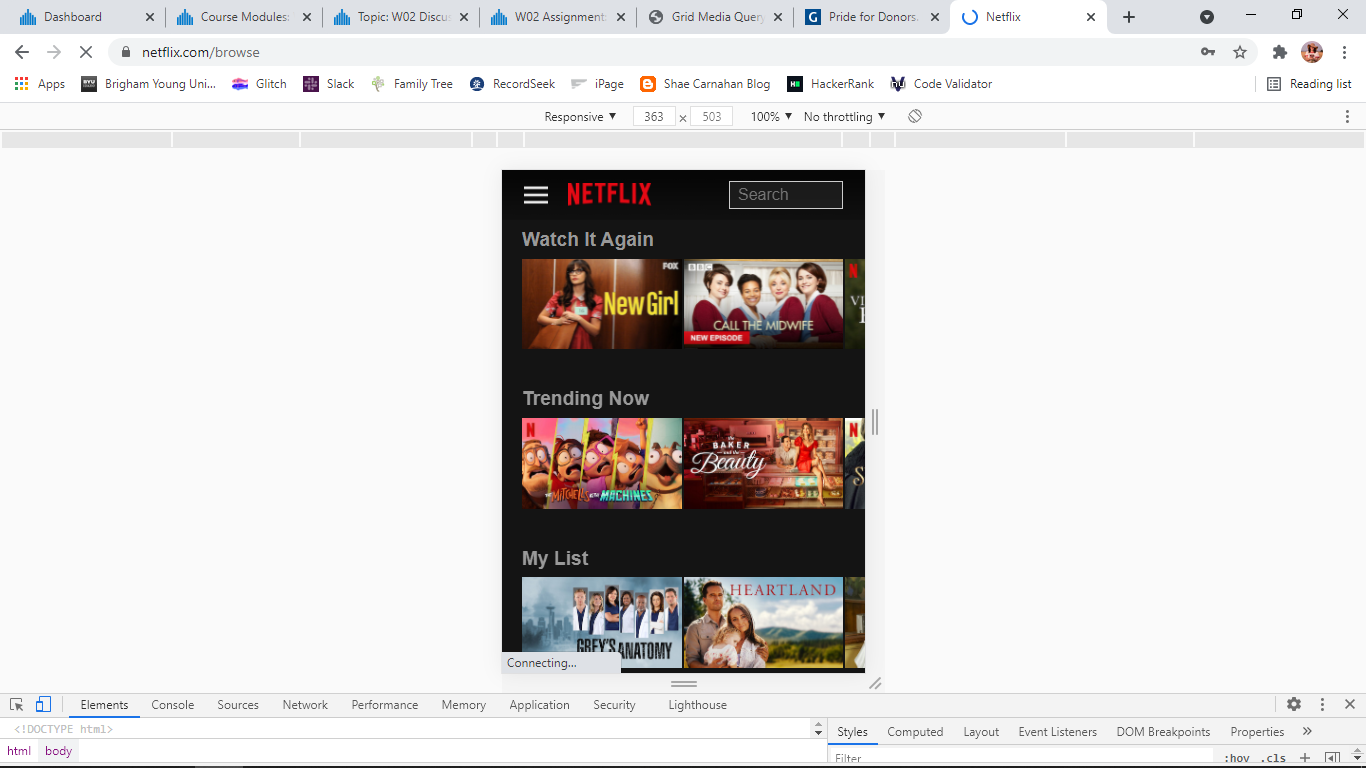 Dashboard Course Modules: Topic: W02 Discu W02 Assignment: Grid Media Query Pride for Donors. Netflix
netflix.com/browse
Apps Brigham Young Uni... Glitch Slack Family Tree RecordSeek iPage Shae Carnahan Blog HackerRank Code Validator Reading list
Responsive ▼ 363 × 503 100% ▼ No throttling ▼
NETFLIX Search
Watch It Again
FOX
New Girl
BBC
CALL THE MIDWIFE
NEW EPISODE
Trending Now
N
THE MITCHELLS VS THE MACHINES
the BAKER and the Beauty
N
My List
GREY'S ANATOMY
HEARTLAND
Connecting...
Elements Console Sources Network Performance Memory Application Security Lighthouse
<!DOCTYPE html>
html body
Styles Computed Layout Event Listeners DOM Breakpoints Properties »
Filter :hov .cls +